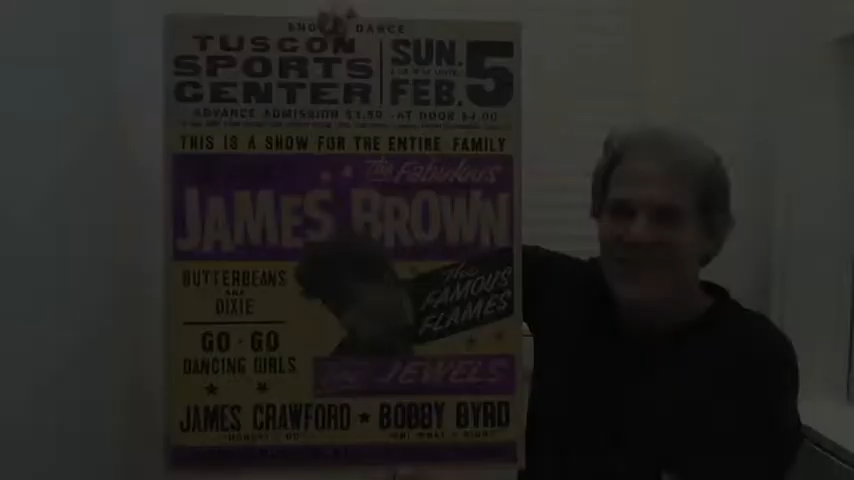 SHOW & DANCE
TUSCON
SPORTS
CENTER
SUN.
FEB. 5
ADVANCE ADMISSION $3.50 - AT DOOR $4.00
THIS IS A SHOW FOR THE ENTIRE FAMILY
The Fabulous
JAMES BROWN
BUTTERBEANS
AND
DIXIE
The
FAMOUS
FLAMES
GO - GO
DANCING GIRLS
THE JEWELS
JAMES CRAWFORD ★ BOBBY BYRD